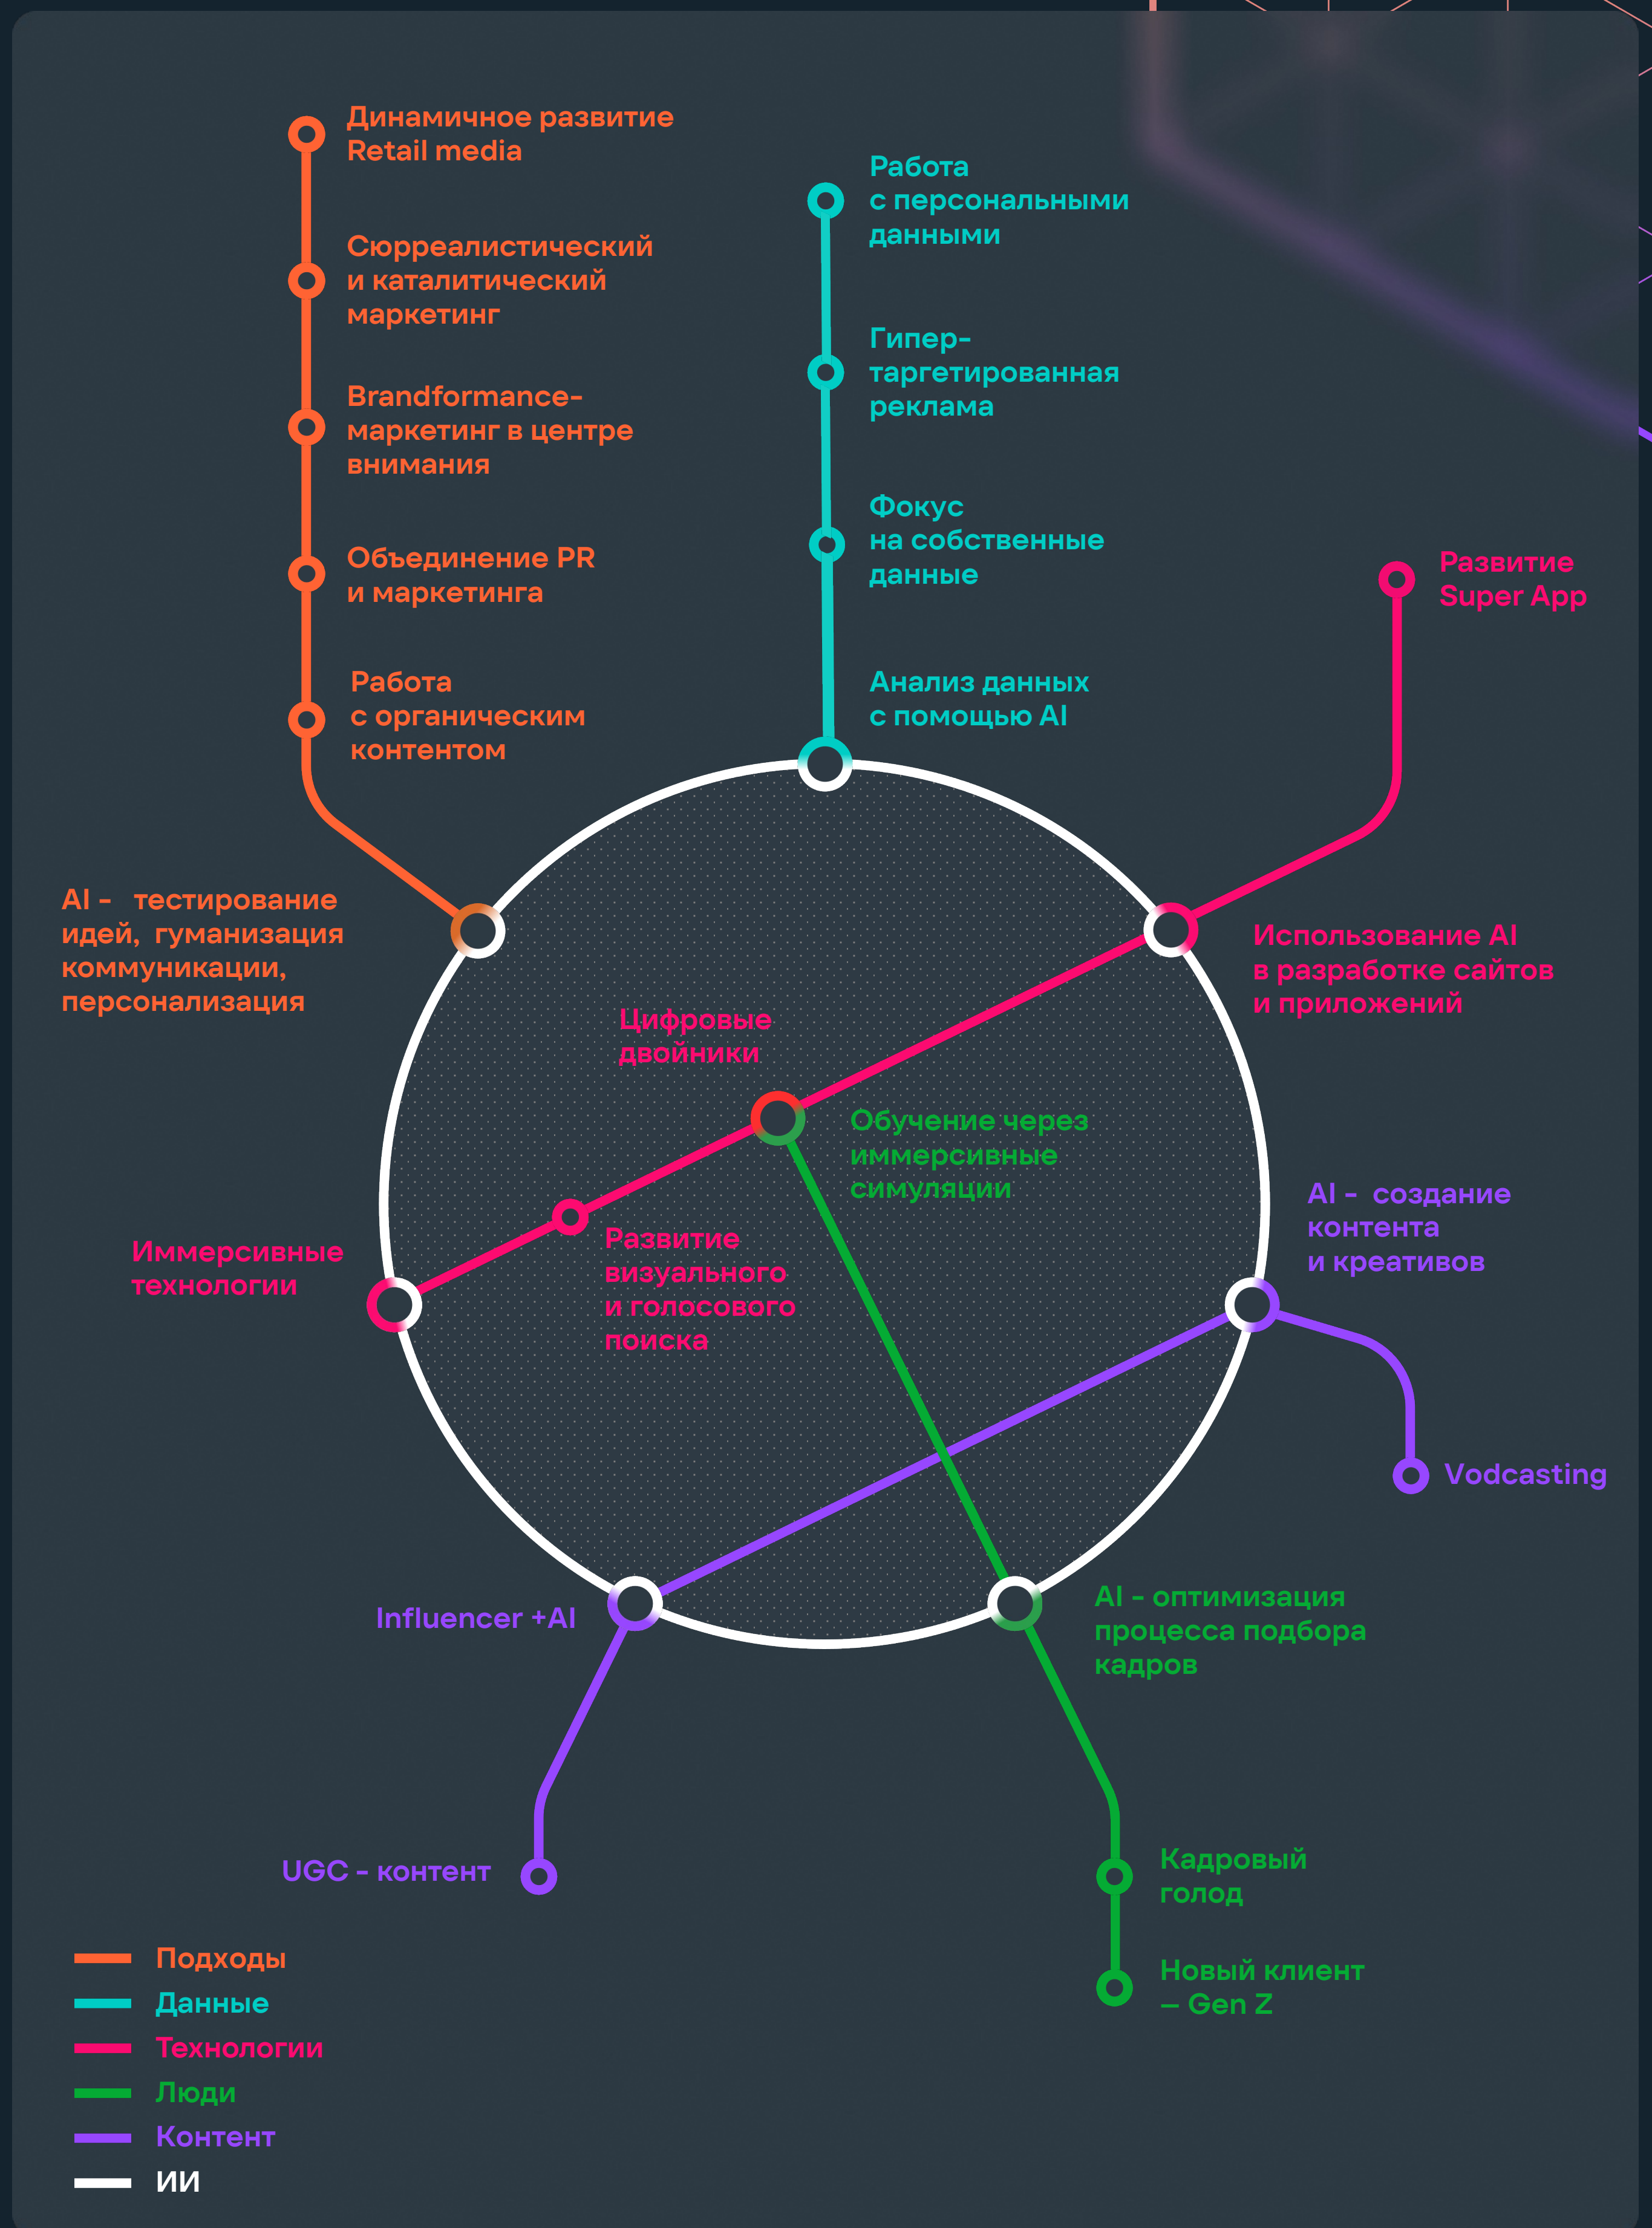 Динамичное развитие
Retail media
Сюрреалистический
и каталитический
маркетинг
Brandformance-
маркетинг в центре
внимания
Объединение PR
и маркетинга
Работа
с органическим
контентом
AI - тестирование
идей, гуманизация
коммуникации,
персонализация
Работа
с персональными
данными
Гипер-
таргетированная
реклама
Фокус
на собственные
данные
Анализ данных
с помощью AI
Развитие
Super App
Использование AI
в разработке сайтов
и приложений
Цифровые
двойники
Обучение через
иммерсивные
симуляции
Развитие
визуального
и голосового
поиска
Иммерсивные
технологии
AI - создание
контента
и креативов
Vodcasting
Influencer +AI
AI - оптимизация
процесса подбора
кадров
UGC - контент
Кадровый
голод
Новый клиент
— Gen Z
Подходы
Данные
Технологии
Люди
Контент
ИИ